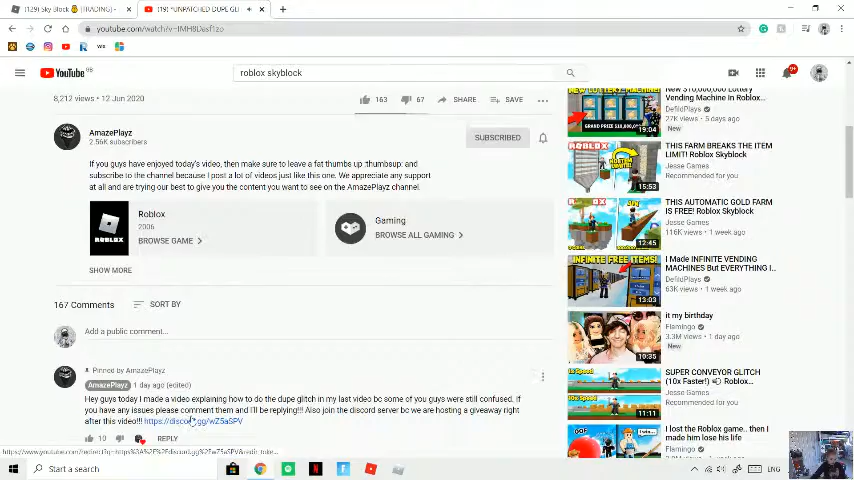 (129) Sky Block (TRADING) -
(19) *UNPATCHED DUPE GL
youtube.com/watch?v=IMH8Dasf1zo
YouTube GB
roblox skyblock
9+
8,212 views • 12 Jun 2020
163
67
SHARE
SAVE
AmazePlayz
2.56K subscribers
SUBSCRIBED
If you guys have enjoyed today's video, then make sure to leave a fat thumbs up :thumbsup: and
subscribe to the channel because I post a lot of videos just like this one. We appreciate any support
at all and are trying our best to give you the content you want to see on the AmazePlayz channel.
Roblox
2006
BROWSE GAME
ROBLOX
Gaming
BROWSE ALL GAMING
SHOW MORE
167 Comments
SORT BY
Add a public comment...
Pinned by AmazePlayz
AmazePlayz 1 day ago (edited)
Hey guys today I made a video explaining how to do the dupe glitch in my last video bc some of you guys were still confused. if
you have any issues please comment them and I'll be replying!!! Also join the discord server bc we are hosting a giveaway right
after this video!!! https://discord.gg/wZ5aSPV
10
REPLY
New $10,000,000 Lottery
Vending Machine In Roblox...
DefildPlays
27K views • 5 days ago
New
19:04
THIS FARM BREAKS THE ITEM
LIMIT! Roblox Skyblock
Jesse Games
Recommended for you
15:53
THIS AUTOMATIC GOLD FARM
IS FREE! Roblox Skyblock
Jesse Games
116K Views • 1 week ago
12:45
I Made INFINITE VENDING
MACHINES But EVERYTHING I...
DefildPlays
63K views • 1 week ago
INFINITE FREE ITEMS!
13:03
it my birthday
Flamingo
3.3M views • 1 day ago
New
10:35
SUPER CONVEYOR GLITCH
(10x Faster!) Roblox...
Jesse Games
Recommended for you
11:11
I lost the Roblox game.. then I
made him lose his life
Flamingo
Start a search
ENG